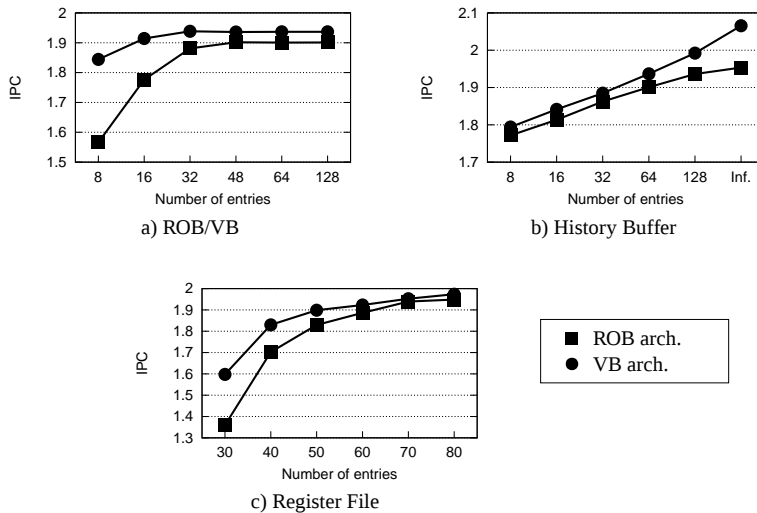 2
1.9
1.8
1.7
1.6
1.5
IPC
8 16 32 48 64 128
Number of entries
a) ROB/VB
2.1
2
1.9
1.8
1.7
IPC
8 16 32 64 128 Inf.
Number of entries
b) History Buffer
2
1.9
1.8
1.7
1.6
1.5
1.4
1.3
IPC
30 40 50 60 70 80
Number of entries
c) Register File
ROB arch.
VB arch.